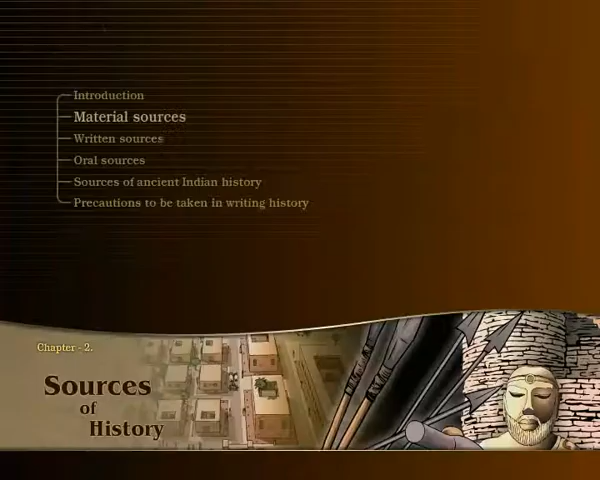 Introduction
Material sources
Written sources
Oral sources
Sources of ancient Indian history
Precautions to be taken in writing history
Chapter - 2.
Sources
of
History